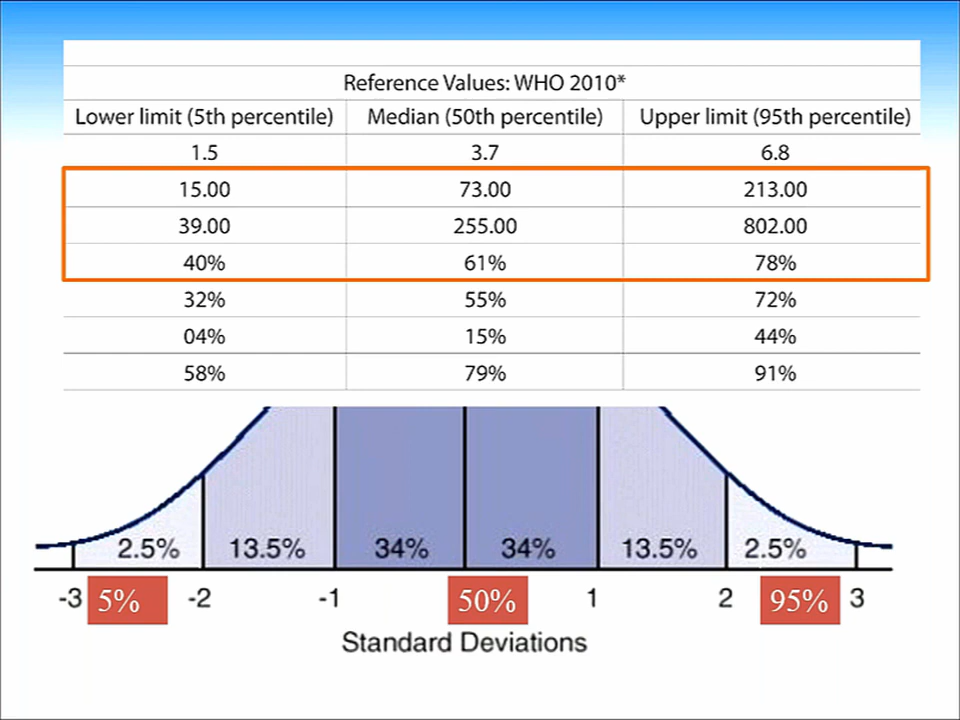 Reference Values: WHO 2010*
Lower limit (5th percentile) Median (50th percentile) Upper limit (95th percentile)
1.5 3.7 6.8
15.00 73.00 213.00
39.00 255.00 802.00
40% 61% 78%
32% 55% 72%
04% 15% 44%
58% 79% 91%
2.5% 13.5% 34% 34% 13.5% 2.5%
-3 5% -2 -1 50% 1 2 95% 3
Standard Deviations